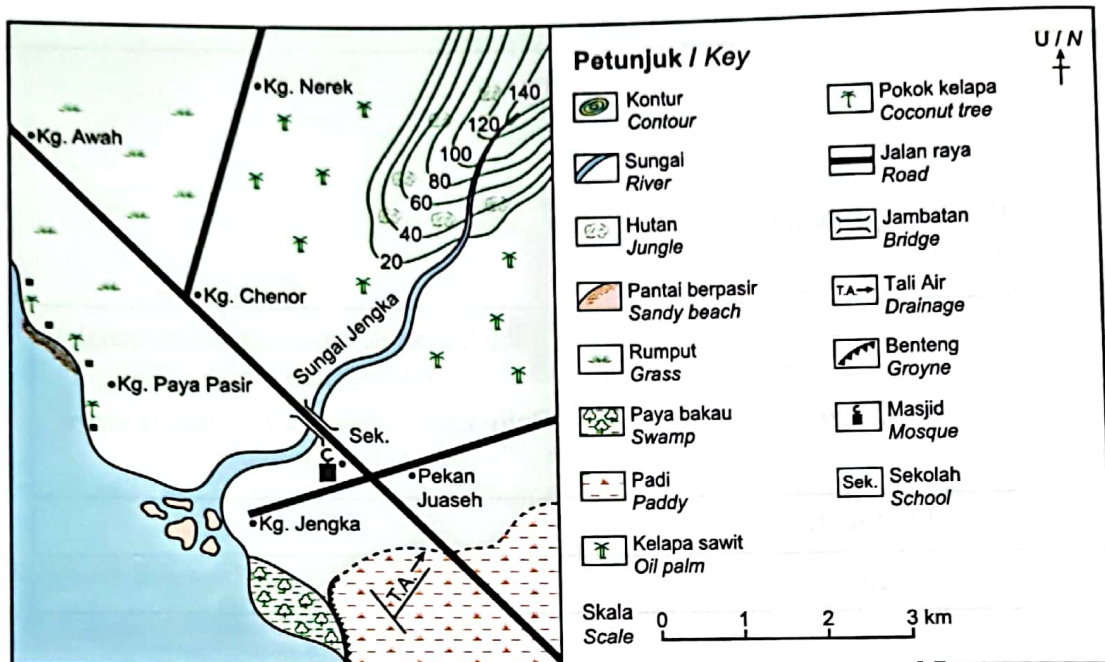 Kg. Nerek
Kg. Awah
140
120
100
80
60
40
20
Kg. Chenor
Sungai Jengka
Kg. Paya Pasir
Sek.
Pekan
Juaseh
Kg. Jengka
T.A.
Petunjuk / Key
U / N
Kontur
Contour
Sungai
River
Hutan
Jungle
Pantai berpasir
Sandy beach
Rumput
Grass
Paya bakau
Swamp
Padi
Paddy
Kelapa sawit
Oil palm
Pokok kelapa
Coconut tree
Jalan raya
Road
Jambatan
Bridge
T.A. Tali Air
Drainage
Benteng
Groyne
Masjid
Mosque
Sek. Sekolah
School
Skala
Scale
0 1 2 3 km